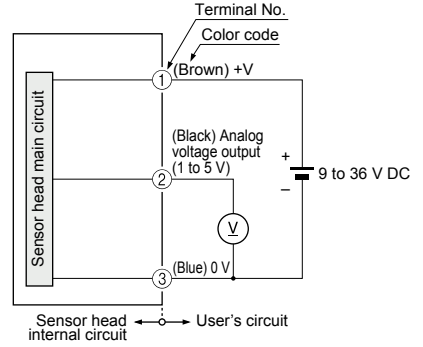 Terminal No.
Color code
1
(Brown) +V
Sensor head main circuit
(Black) Analog
voltage output
(1 to 5 V)
2
+
–
9 to 36 V DC
V
3
(Blue) 0 V
Sensor head
internal circuit
User's circuit